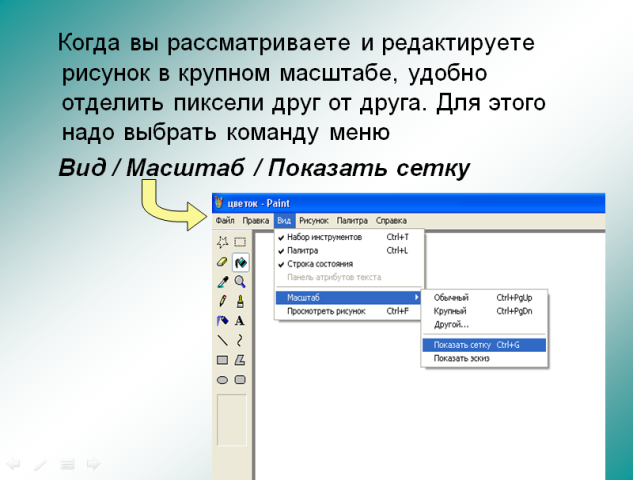 Когда вы рассматриваете и редактируете
рисунок в крупном масштабе, удобно
отделить пиксели друг от друга. Для этого
надо выбрать команду меню
Вид / Масштаб / Показать сетку
цветок - Paint
Файл Правка Вид Рисунок Палитра Справка
Набор инструментов Ctrl+T
Палитра Ctrl+L
Строка состояния
Панель атрибутов текста
Масштаб
Просмотреть рисунок Ctrl+F
Обычный Ctrl+PgUp
Крупный Ctrl+PgDn
Другой...
Показать сетку Ctrl+G
Показать эскиз
A